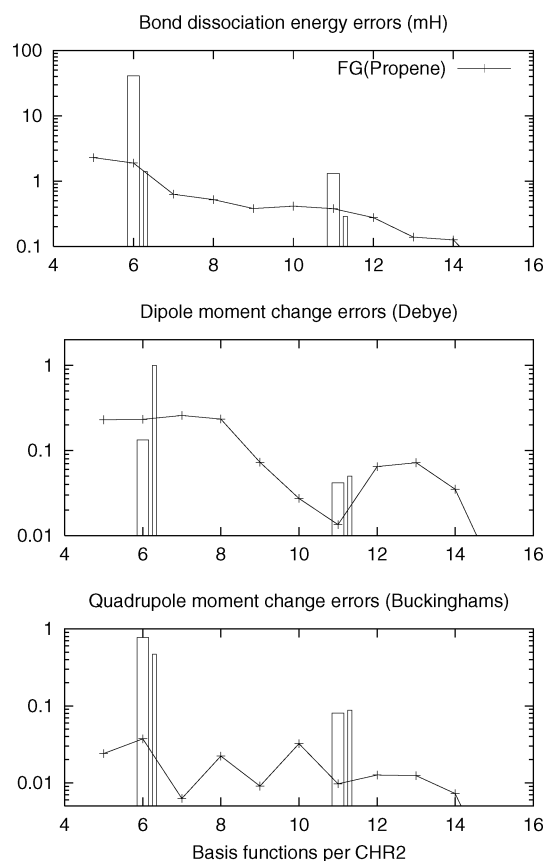 Bond dissociation energy errors (mH)
100
FG(Propene)
10
1
0.1
4 6 8 10 12 14 16
Dipole moment change errors (Debye)
1
0.1
0.01
4 6 8 10 12 14 16
Quadrupole moment change errors (Buckinghams)
1
0.1
0.01
4 6 8 10 12 14 16
Basis functions per CHR2